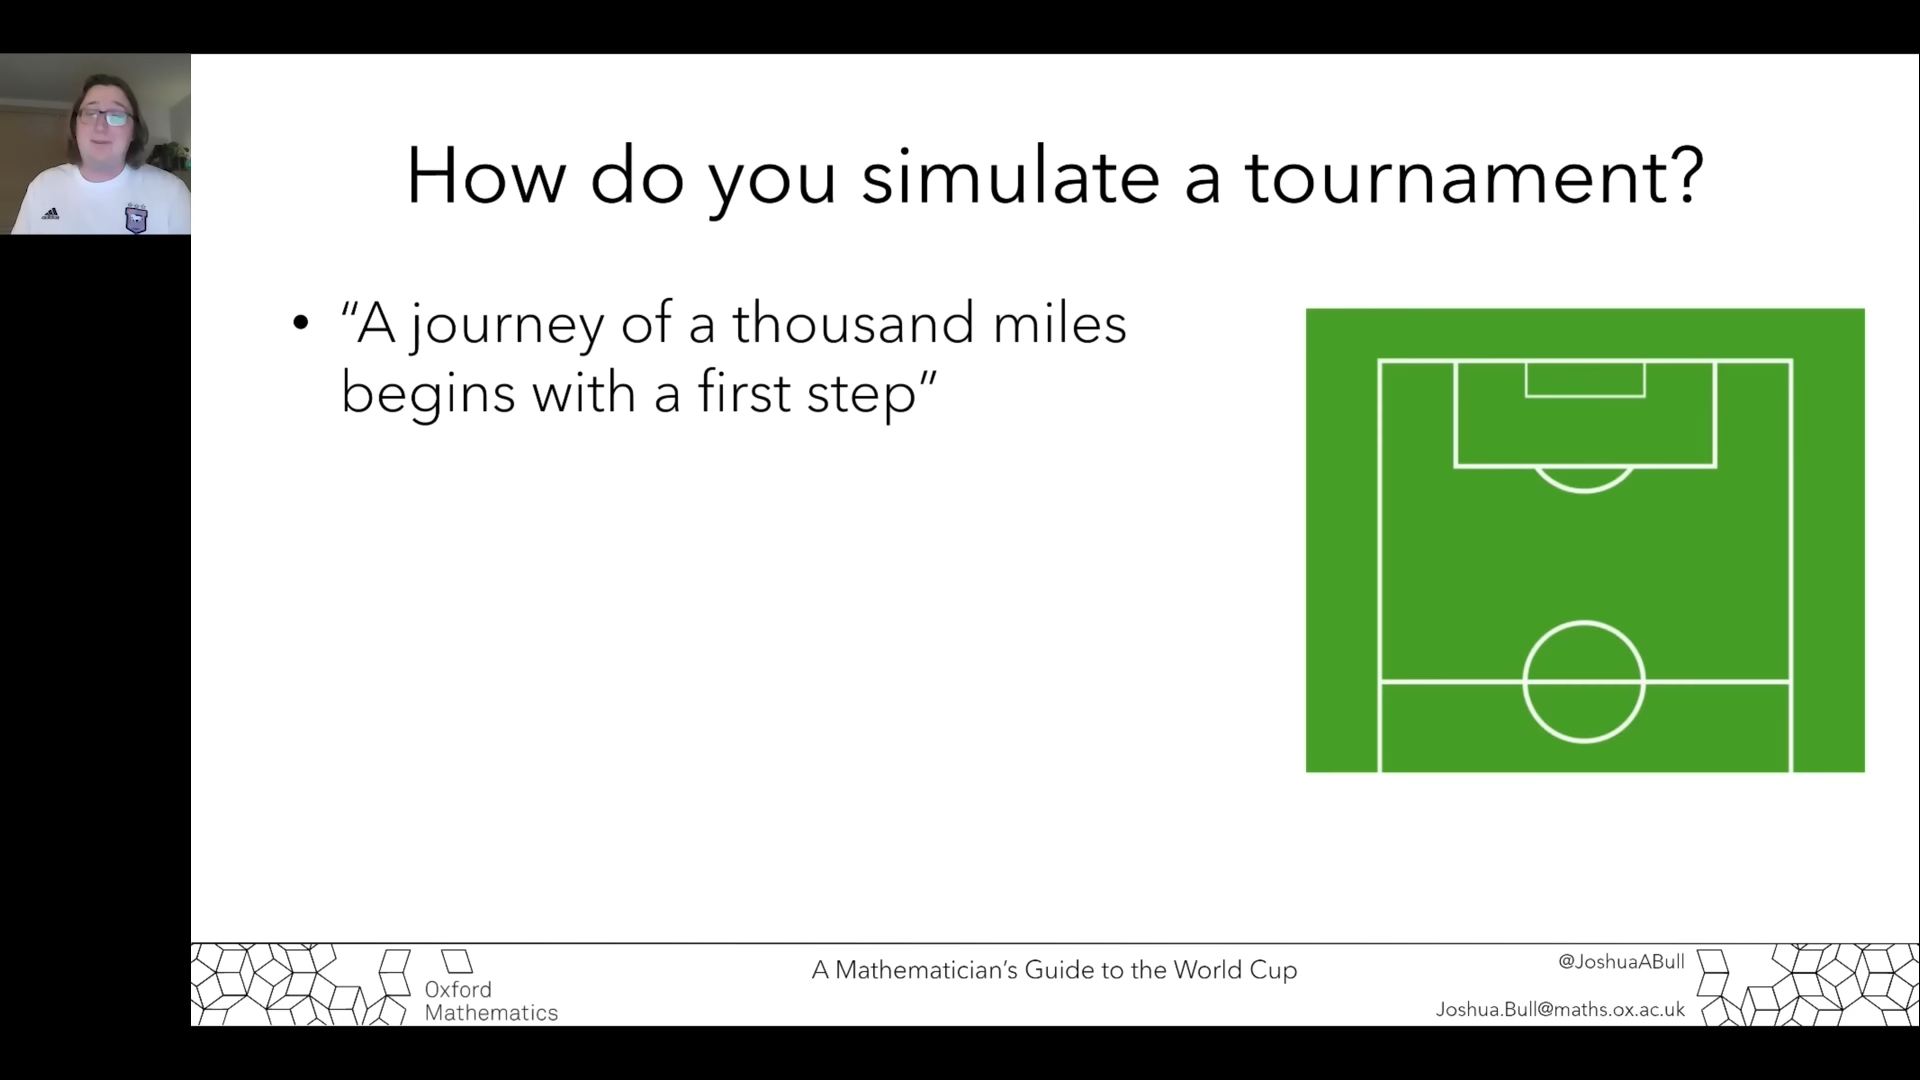 How do you simulate a tournament?
• “A journey of a thousand miles
begins with a first step”
Oxford
Mathematics
A Mathematician’s Guide to the World Cup
@JoshuaABull
Joshua.Bull@maths.ox.ac.uk